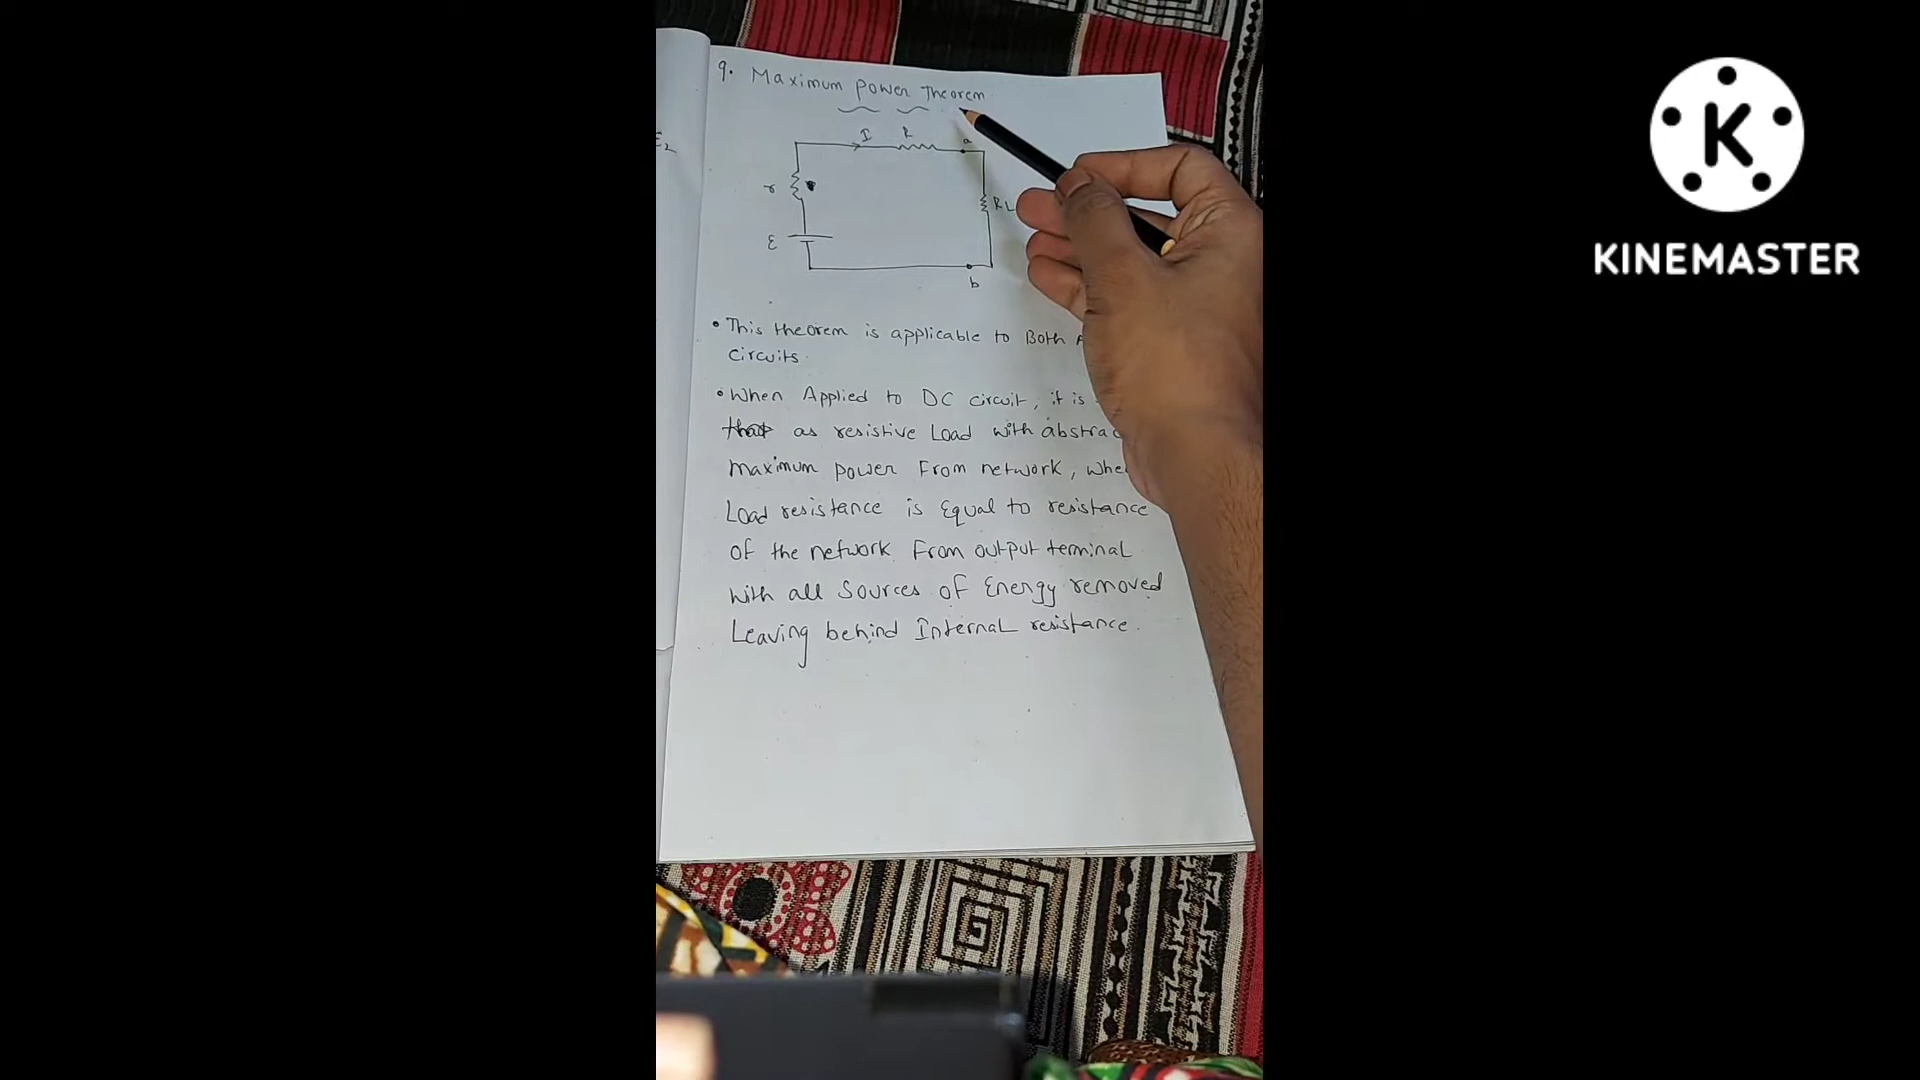 9. Maximum power Theorem
I R a
r
RL
E
b
E2
• This theorem is applicable to Both
circuits.
• When Applied to DC circuit, it is
as resistive Load with abstrac
maximum power From network, whe
Load resistance is Equal to resistance
of the network From output terminal
with all Sources of Energy removed
Leaving behind Internal resistance.
K
KINEMASTER